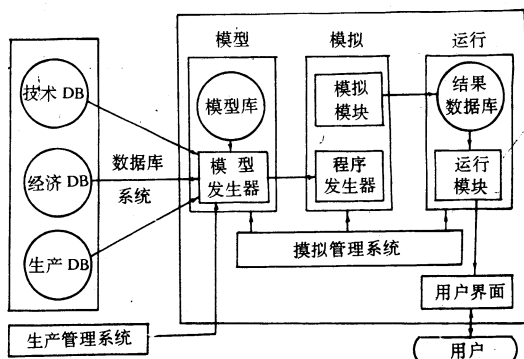 模型
模拟
运行
技术 DB
模型库
模拟
模块
结果
数据库
经济 DB
数据库
系统
模 型
发生器
程序
发生器
运行
模块
生产 DB
摸拟管理系统
用户界面
生产管理系统
用户